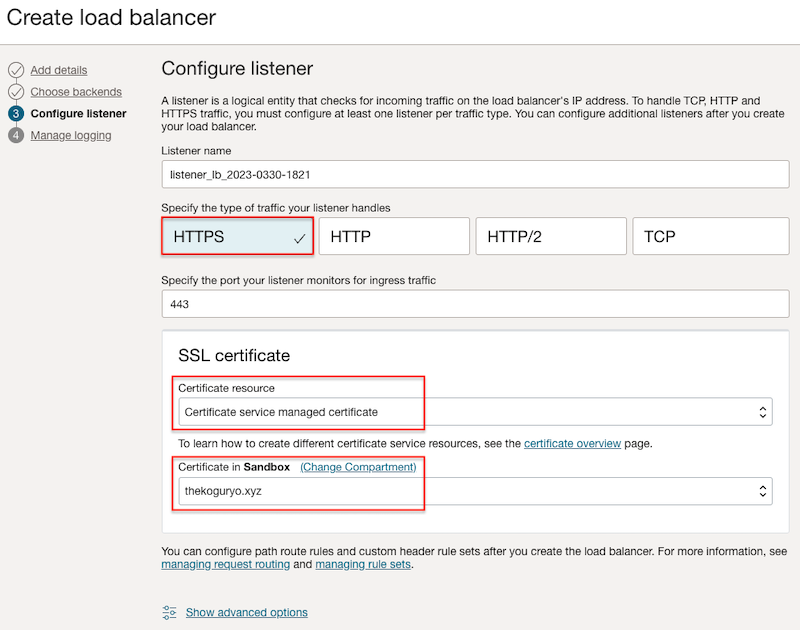 Create load balancer
Add details
Choose backends
3 Configure listener
4 Manage logging
Configure listener
A listener is a logical entity that checks for incoming traffic on the load balancer's IP address. To handle TCP, HTTP and
HTTPS traffic, you must configure at least one listener per traffic type. You can configure additional listeners after you create
your load balancer.
Listener name
listener_lb_2023-0330-1821
Specify the type of traffic your listener handles
HTTPS HTTP HTTP/2 TCP
Specify the port your listener monitors for ingress traffic
443
SSL certificate
Certificate resource
Certificate service managed certificate
To learn how to create different certificate service resources, see the certificate overview page.
Certificate in Sandbox (Change Compartment)
thekoguryo.xyz
You can configure path route rules and custom header rule sets after you create the load balancer. For more information, see
managing request routing and managing rule sets.
Show advanced options